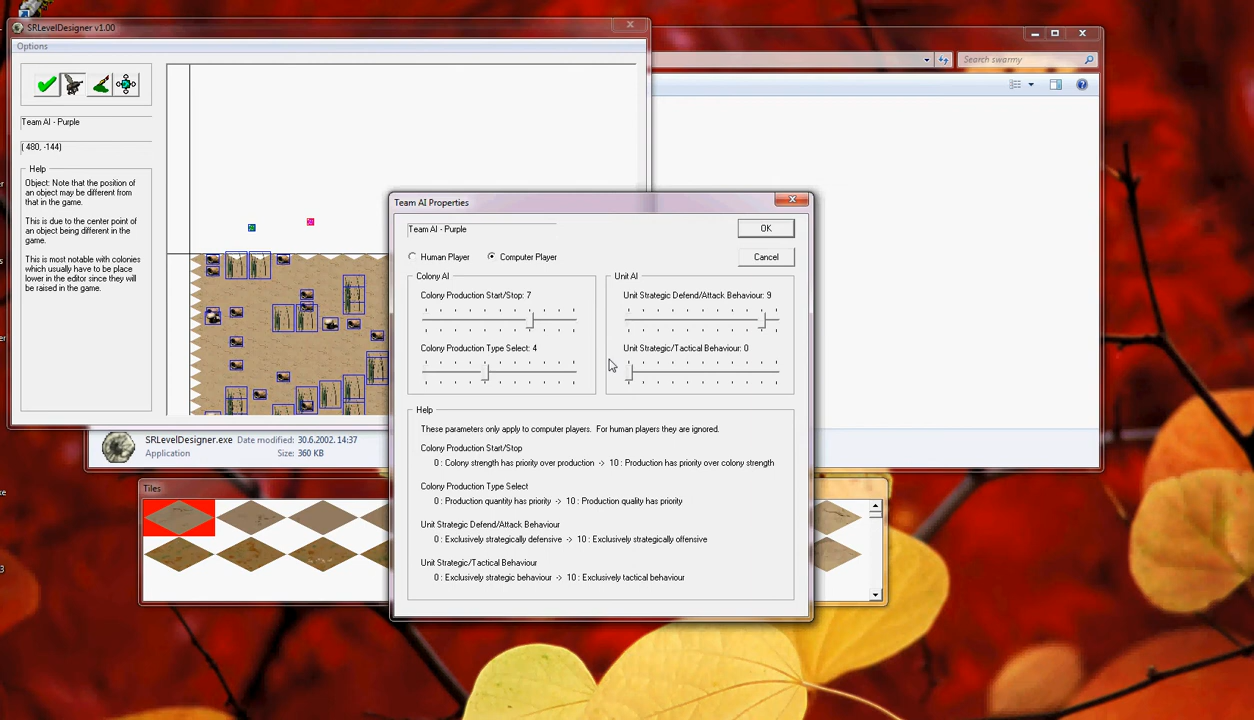 SRLevelDesigner v1.00
Options
Team AI - Purple
( 480, -144)
Help
Object: Note that the position of
an object may be different from
that in the game.
This is due to the center point of
an object being different in the
game.
This is most notable with colonies
which usually have to be place
lower in the editor since they
will be raised in the game.
Search swarmy
Team AI Properties
Team AI - Purple
OK
Human Player
Computer Player
Cancel
Colony AI
Unit AI
Colony Production Start/Stop: 7
Unit Strategic Defend/Attack Behaviour: 9
Colony Production Type Select: 4
Unit Strategic/Tactical Behaviour: 0
Help
These parameters only apply to computer players. For human players they are ignored.
Colony Production Start/Stop
0 : Colony strength has priority over production -> 10 : Production has priority over colony strength
Colony Production Type Select
0 : Production quantity has priority -> 10 : Production quality has priority
Unit Strategic Defend/Attack Behaviour
0 : Exclusively strategically defensive -> 10 : Exclusively strategically offensive
Unit Strategic/Tactical Behaviour
0 : Exclusively strategic behaviour -> 10 : Exclusively tactical behaviour
SRLevelDesigner.exe Date modified: 30.6.2002. 14:37
Application Size: 360 KB
Tiles